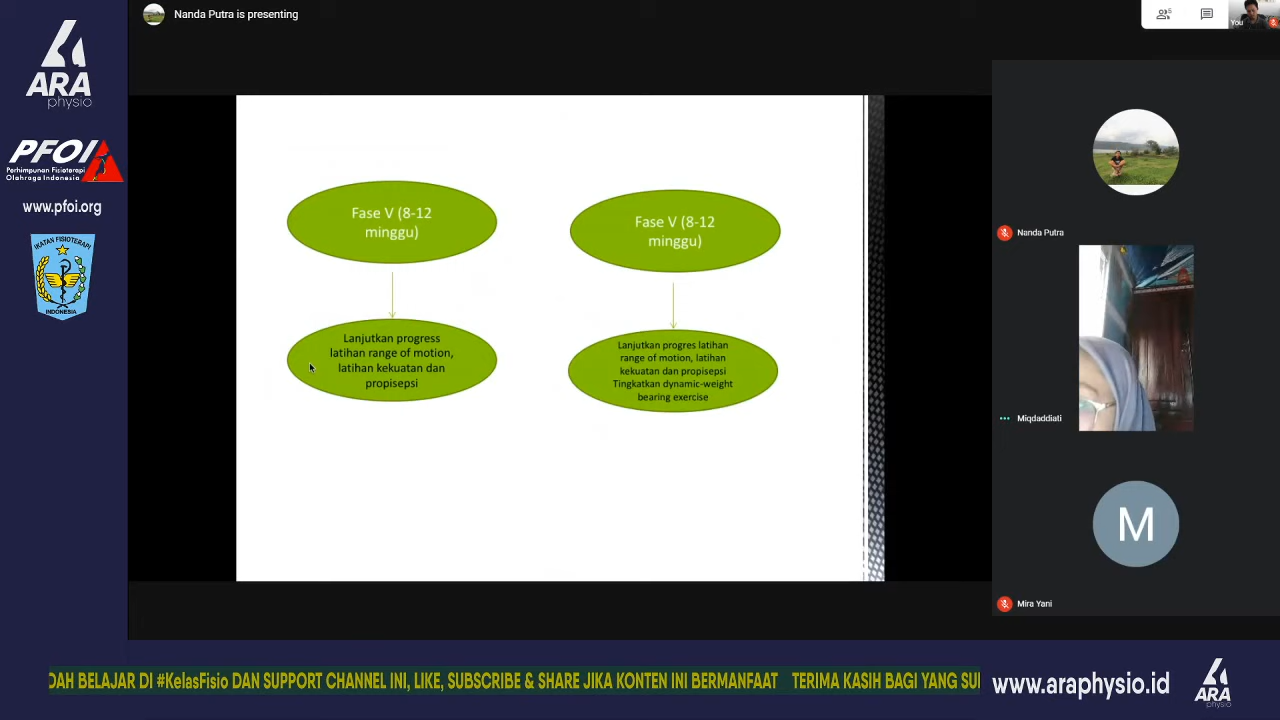 Nanda Putra is presenting
6
You
ARA
physio
PFOI
Perhimpunan Fisioterapi
Olahraga Indonesia
www.pfoi.org
IKATAN FISIOTERAPI
INDONESIA
Fase V (8-12
minggu)
Lanjutkan progress
latihan range of motion,
latihan kekuatan dan
propisepsi
Fase V (8-12
minggu)
Lanjutkan progres latihan
range of motion, latihan
kekuatan dan propisepsi
Tingkatkan dynamic-weight
bearing exercise
Nanda Putra
Miqdaddiati
M
Mira Yani
DAH BELAJAR DI #KelasFisio DAN SUPPORT CHANNEL INI, LIKE, SUBSCRIBE & SHARE JIKA KONTEN INI BERMANFAAT TERIMA KASIH BAGI YANG SU
www.araphysio.id
ARA
physio